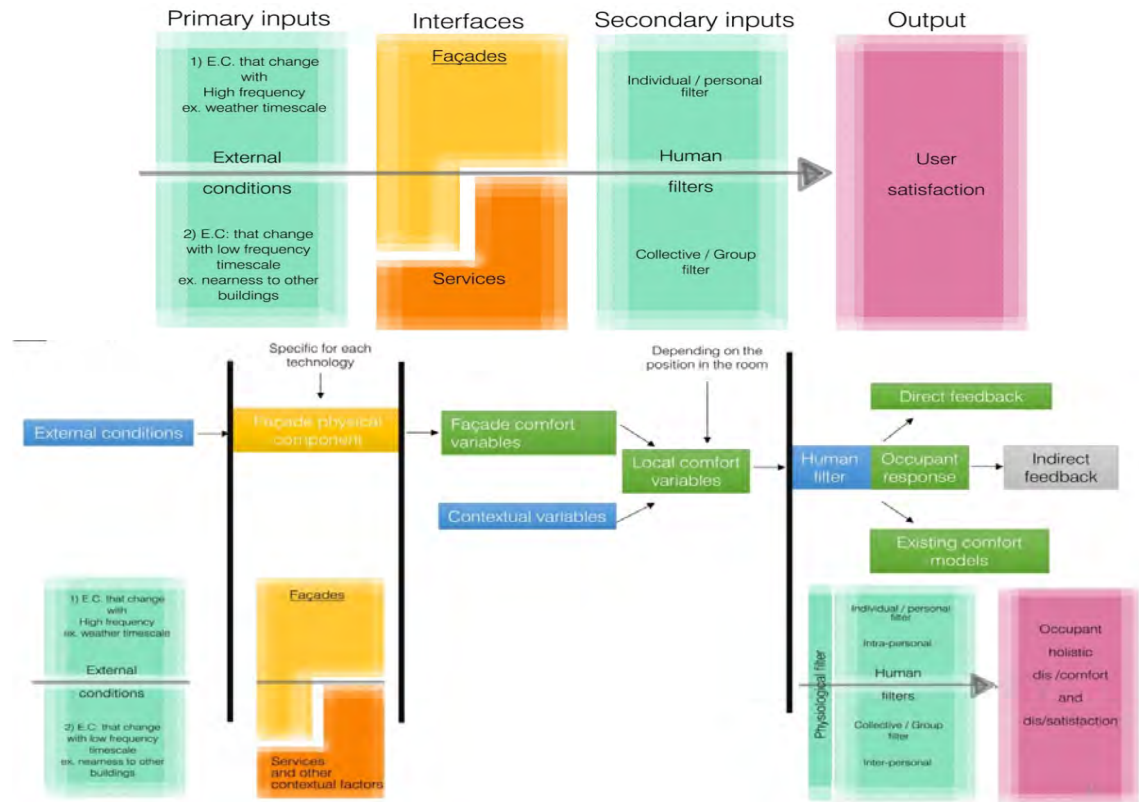 Primary inputs
Interfaces
Secondary inputs
Output
1) E.C. that change
with
High frequency
ex. weather timescale
External
conditions
2) E.C: that change
with low frequency
timescale
ex. nearness to other
buildings
Façades
Services
Individual / personal
filter
Human
filters
Collective / Group
filter
User
satisfaction
Specific for each
technology
Depending on the
position in the room
External conditions
Façade physical
component
Façade comfort
variables
Contextual variables
Local comfort
variables
Human
filter
Occupant
response
Direct feedback
Indirect
feedback
Existing comfort
models
1) E.C. that change
with
High frequency
ex. weather timescale
External
conditions
2) E.C: that change
with low frequency
timescale
ex. nearness to other
buildings
Façades
Services
and other
contextual factors
Physiological filter
Individual / personal
filter
Intra-personal
Human
filters
Collective / Group
filter
Inter-personal
Occupant
holistic
dis /comfort
and
dis/satisfaction